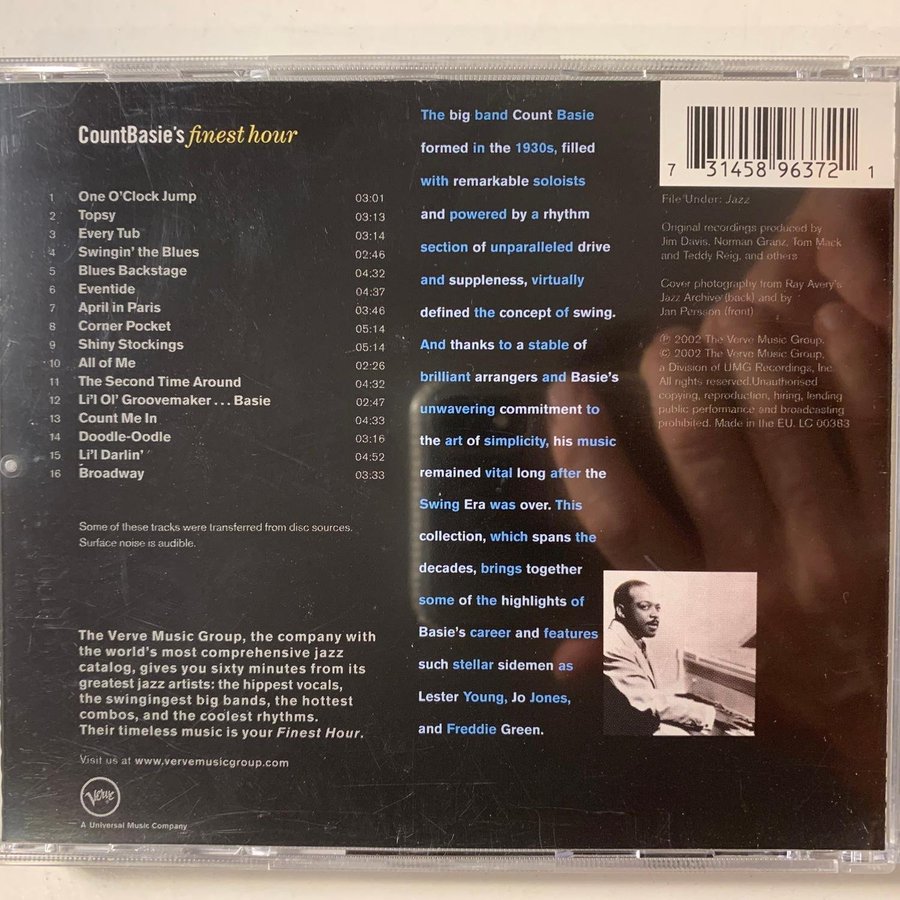 CountBasie's finest hour
1 One O'Clock Jump 03:01
2 Topsy 03:13
3 Every Tub 03:14
4 Swingin' the Blues 02:46
5 Blues Backstage 04:32
6 Eventide 04:37
7 April in Paris 03:46
8 Corner Pocket 05:14
9 Shiny Stockings 05:14
10 All of Me 02:26
11 The Second Time Around 04:32
12 Li'l Ol' Groovemaker... Basie 02:47
13 Count Me In 04:33
14 Doodle-Oodle 03:16
15 Li'l Darlin' 04:52
16 Broadway 03:33
Some of these tracks were transferred from disc sources.
Surface noise is audible.
The Verve Music Group, the company with
the world's most comprehensive jazz
catalog, gives you sixty minutes from its
greatest jazz artists: the hippest vocals,
the swingingest big bands, the hottest
combos, and the coolest rhythms.
Their timeless music is your Finest Hour.
Visit us at www.vervemusicgroup.com
Verve
A Universal Music Company
The big band Count Basie
formed in the 1930s, filled
with remarkable soloists
and powered by a rhythm
section of unparalleled drive
and suppleness, virtually
defined the concept of swing.
And thanks to a stable of
brilliant arrangers and Basie's
unwavering commitment to
the art of simplicity, his music
remained vital long after the
Swing Era was over. This
collection, which spans the
decades, brings together
some of the highlights of
Basie's career and features
such stellar sidemen as
Lester Young, Jo Jones,
and Freddie Green.
7 31458 96372 1
File Under: Jazz
Original recordings produced by
Jim Davis, Norman Granz, Tom Mack
and Teddy Reig, and others
Cover photography from Ray Avery's
Jazz Archive (back) and by
Jan Persson (front)
℗ 2002 The Verve Music Group.
© 2002 The Verve Music Group,
a Division of UMG Recordings, Inc.
All rights reserved.Unauthorised
copying, reproduction, hiring, lending
public performance and broadcasting
prohibited. Made in the EU. LC 00383